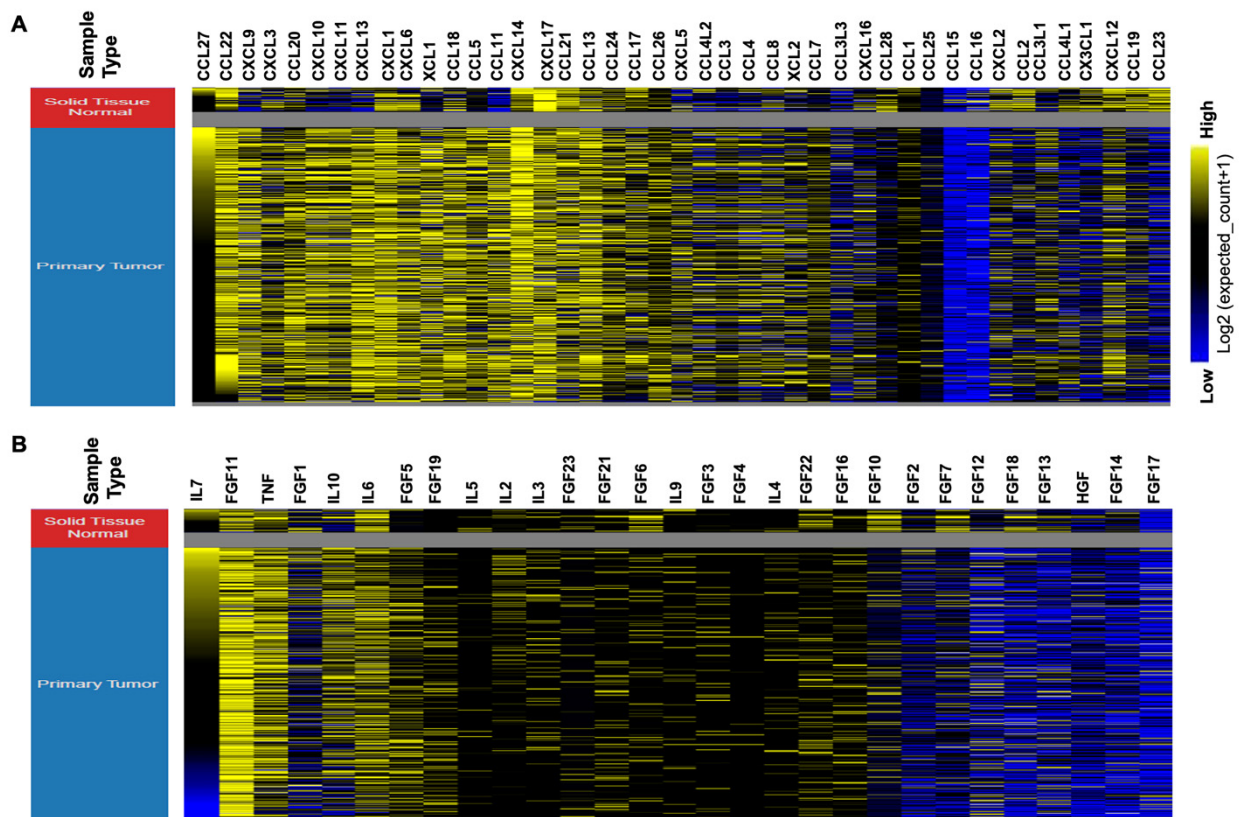 A
Sample
Type
CCL27
CCL22
CXCL9
CXCL3
CCL20
CXCL10
CXCL11
CXCL13
CXCL1
CXCL6
XCL1
CCL18
CCL5
CCL11
CXCL14
CXCL17
CCL21
CCL13
CCL24
CCL17
CCL26
CXCL5
CCL4L2
CCL3
CCL4
CCL8
XCL2
CCL7
CCL3L3
CXCL16
CCL28
CCL1
CCL25
CCL15
CCL16
CXCL2
CCL2
CCL3L1
CCL4L1
CX3CL1
CXCL12
CCL19
CCL23
Solid Tissue
Normal
Primary Tumor
High
Log2 (expected_count+1)
Low
B
Sample
Type
IL7
FGF11
TNF
FGF1
IL10
IL6
FGF5
FGF19
IL5
IL2
IL3
FGF23
FGF21
FGF6
IL9
FGF3
FGF4
IL4
FGF22
FGF16
FGF10
FGF2
FGF7
FGF12
FGF18
FGF13
HGF
FGF14
FGF17
Solid Tissue
Normal
Primary Tumor